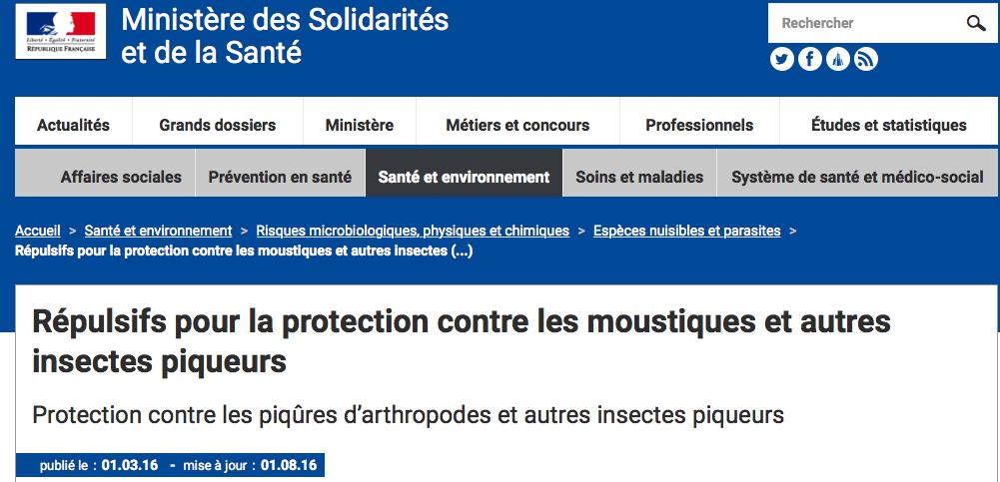 Ministère des Solidarités
et de la Santé
Liberté • Égalité • Fraternité
RÉPUBLIQUE FRANÇAISE
Rechercher
Actualités
Grands dossiers
Ministère
Métiers et concours
Professionnels
Études et statistiques
Affaires sociales
Prévention en santé
Santé et environnement
Soins et maladies
Système de santé et médico-social
Accueil > Santé et environnement > Risques microbiologiques, physiques et chimiques > Espèces nuisibles et parasites >
Répulsifs pour la protection contre les moustiques et autres insectes (...)
Répulsifs pour la protection contre les moustiques et autres
insectes piqueurs
Protection contre les piqûres d’arthropodes et autres insectes piqueurs
publié le : 01.03.16 - mise à jour : 01.08.16